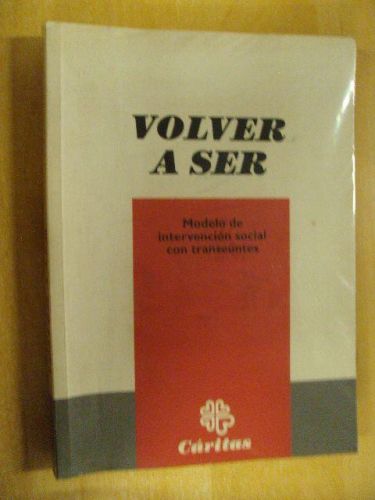 VOLVER
A SER
Modelo de
intervención social
con transeúntes
Cáritas